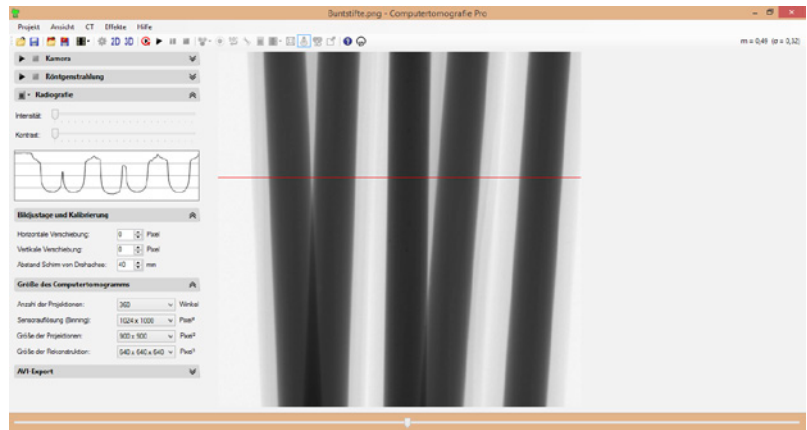 Buntstifte.png - Computertomografie Pro
Projekt Ansicht CT Effekte Hilfe
2D 3D
m = 0,49 (σ = 0,32)
Kamera
Röntgenstrahlung
Radiografie
Intensität:
Kontrast:
Bildjustage und Kalibrierung
Horizontale Verschiebung: 0 Pixel
Vertikale Verschiebung: 0 Pixel
Abstand Schirm von Drehachse: 40 mm
Größe des Computertomogramms
Anzahl der Projektionen: 360 Winkel
Sensorauflösung (Binning): 1024 x 1000 Pixel²
Größe der Projektionen: 900 x 900 Pixel²
Größe der Rekonstruktion: 640 x 640 x 640 Pixel³
AVI-Export